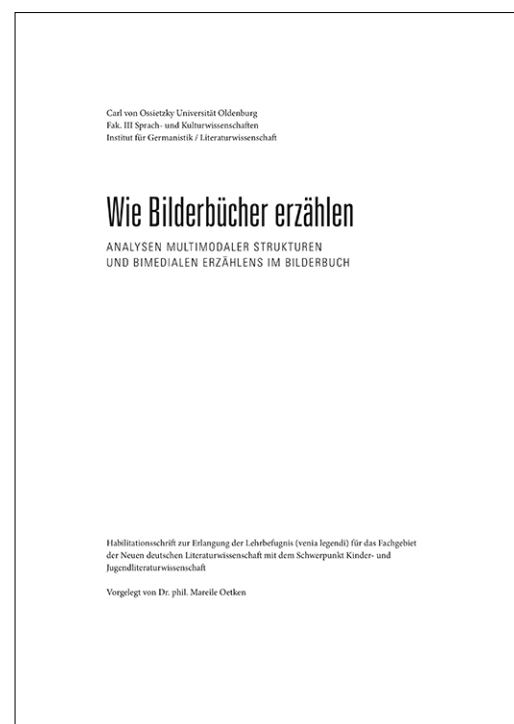 Carl von Ossietzky Universität Oldenburg
Fak. III Sprach- und Kulturwissenschaften
Institut für Germanistik / Literaturwissenschaft
Wie Bilderbücher erzählen
ANALYSEN MULTIMODALER STRUKTUREN
UND BIMEDIALEN ERZÄHLENS IM BILDERBUCH
Habilitationsschrift zur Erlangung der Lehrbefugnis (venia legendi) für das Fachgebiet
der Neuen deutschen Literaturwissenschaft mit dem Schwerpunkt Kinder- und
Jugendliteraturwissenschaft
Vorgelegt von Dr. phil. Mareile Oetken